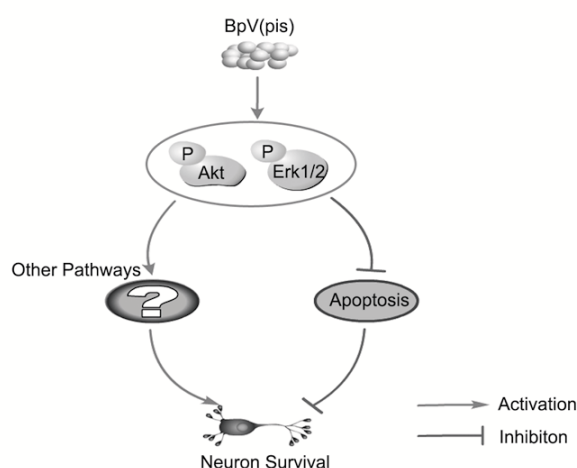 BpV(pis)
P
Akt
P
Erk1/2
Other Pathways
?
Apoptosis
Activation
Inhibiton
Neuron Survival